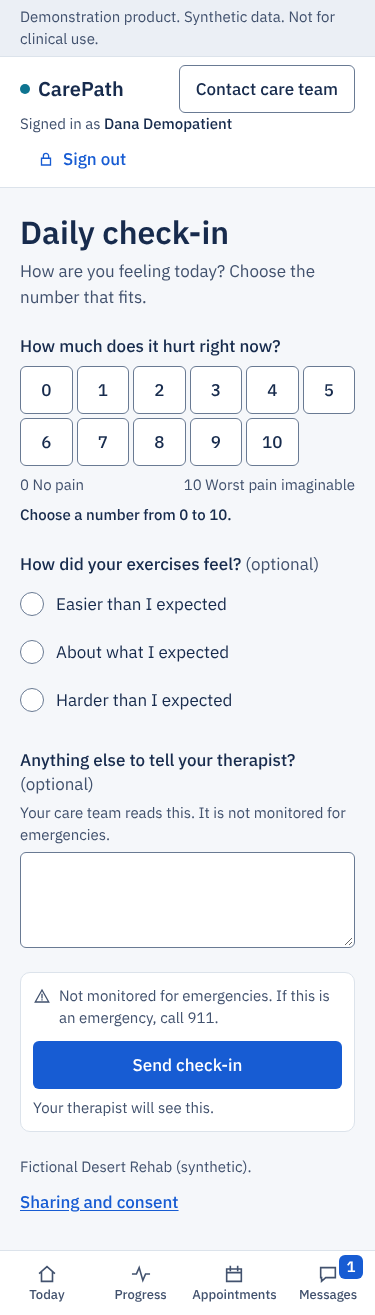 Demonstration product. Synthetic data. Not for
clinical use.
CarePath
Contact care team
Signed in as Dana Demopatient
Sign out
Daily check-in
How are you feeling today? Choose the
number that fits.
How much does it hurt right now?
0 1 2 3 4 5
6 7 8 9 10
0 No pain 10 Worst pain imaginable
Choose a number from 0 to 10.
How did your exercises feel? (optional)
Easier than I expected
About what I expected
Harder than I expected
Anything else to tell your therapist?
(optional)
Your care team reads this. It is not monitored for
emergencies.
Not monitored for emergencies. If this is
an emergency, call 911.
Send check-in
Your therapist will see this.
Fictional Desert Rehab (synthetic).
Sharing and consent
1
Today Progress Appointments Messages